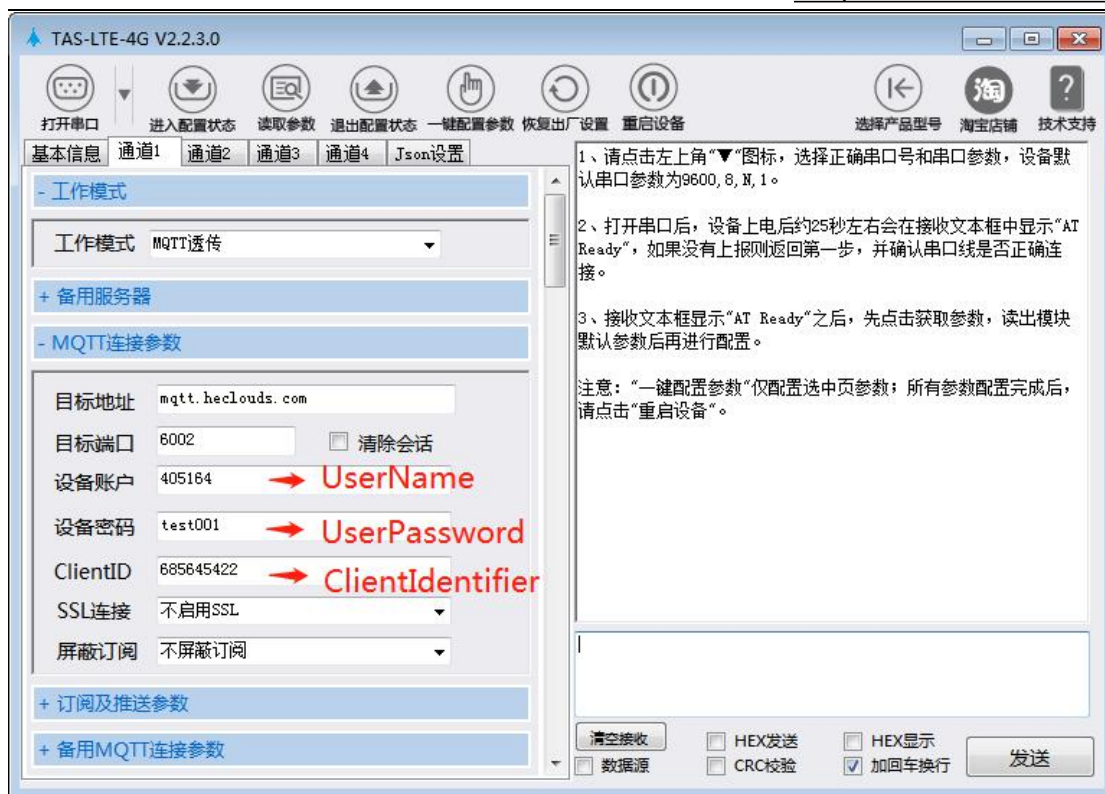 TAS-LTE-4G V2.2.3.0
打开串口 进入配置状态 读取参数 退出配置状态 一键配置参数 恢复出厂设置 重启设备 选择产品型号 淘宝店铺 技术支持
淘
基本信息 通道1 通道2 通道3 通道4 Json设置
- 工作模式
工作模式 MQTT透传
+ 备用服务器
- MQTT连接参数
目标地址 mqtt.heclouds.com
目标端口 6002 清除会话
设备账户 405164 UserName
设备密码 test001 UserPassword
ClientID 685645422 ClientIdentifier
SSL连接 不启用SSL
屏蔽订阅 不屏蔽订阅
+ 订阅及推送参数
+ 备用MQTT连接参数
1、请点击左上角“▼”图标，选择正确串口号和串口参数，设备默
认串口参数为9600,8,N,1。
2、打开串口后，设备上电后约25秒左右会在接收文本框中显示“AT
Ready”，如果没有上报则返回第一步，并确认串口线是否正确连
接。
3、接收文本框显示“AT Ready”之后，先点击获取参数，读出模块
默认参数后再进行配置。
注意：“一键配置参数”仅配置选中页参数；所有参数配置完成后，
请点击“重启设备”。
清空接收 HEX发送 HEX显示
数据源 CRC校验 加回车换行 发送